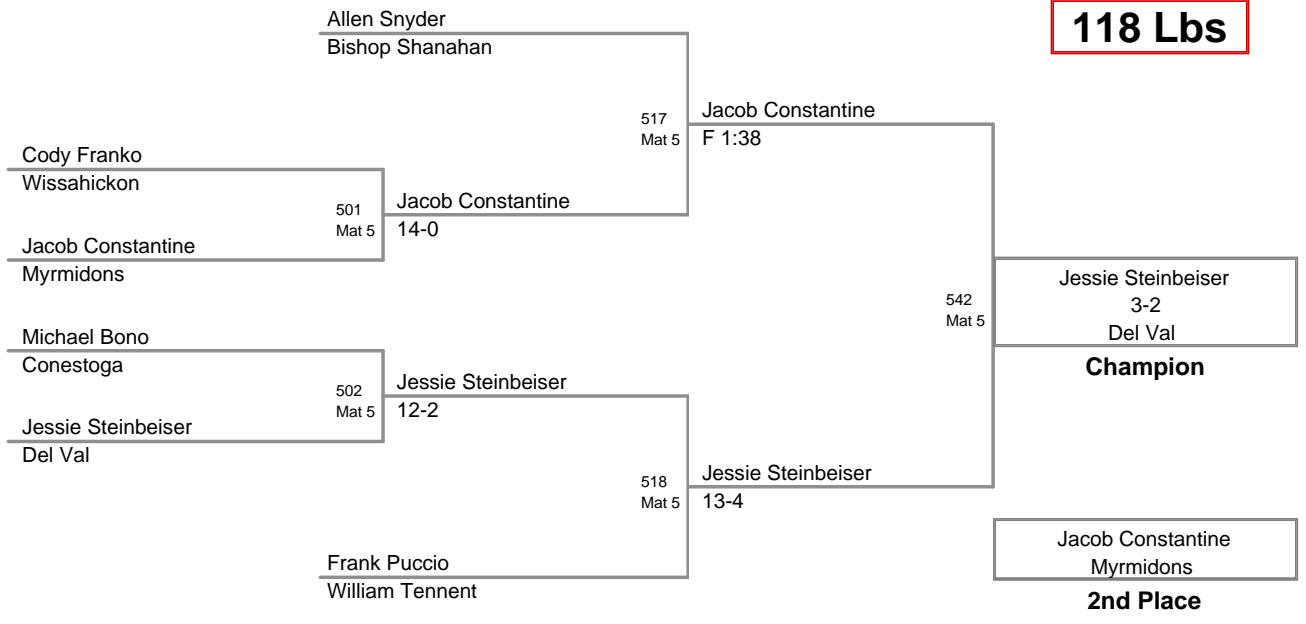 118 Lbs
Allen Snyder
Bishop Shanahan
517
Mat 5
Jacob Constantine
F 1:38
Cody Franko
Wissahickon
501
Mat 5
Jacob Constantine
14-0
Jacob Constantine
Myrmidons
542
Mat 5
Jessie Steinbeiser
3-2
Del Val
Champion
Michael Bono
Conestoga
502
Mat 5
Jessie Steinbeiser
12-2
Jessie Steinbeiser
Del Val
518
Mat 5
Jessie Steinbeiser
13-4
Frank Puccio
William Tennent
Jacob Constantine
Myrmidons
2nd Place